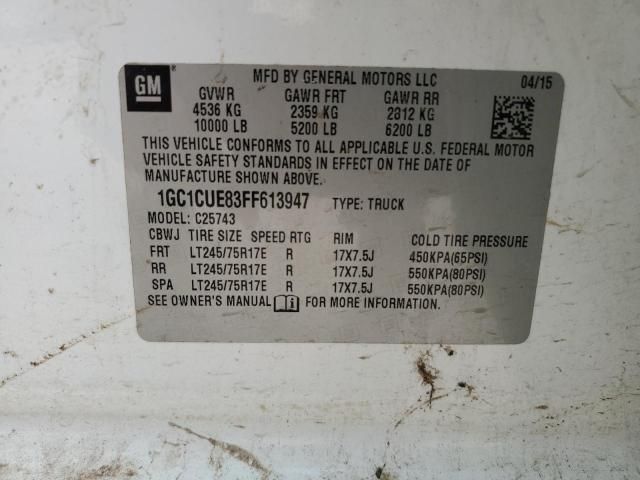 GM MFD BY GENERAL MOTORS LLC 04/15
GVWR GAWR FRT GAWR RR
4536 KG 2359 KG 2812 KG
10000 LB 5200 LB 6200 LB
THIS VEHICLE CONFORMS TO ALL APPLICABLE U.S. FEDERAL MOTOR
VEHICLE SAFETY STANDARDS IN EFFECT ON THE DATE OF
MANUFACTURE SHOWN ABOVE.
1GC1CUE83FF613947 TYPE: TRUCK
MODEL: C25743
CBWJ TIRE SIZE SPEED RTG RIM COLD TIRE PRESSURE
FRT LT245/75R17E R 17X7.5J 450KPA(65PSI)
RR LT245/75R17E R 17X7.5J 550KPA(80PSI)
SPA LT245/75R17E R 17X7.5J 550KPA(80PSI)
SEE OWNER'S MANUAL FOR MORE INFORMATION.